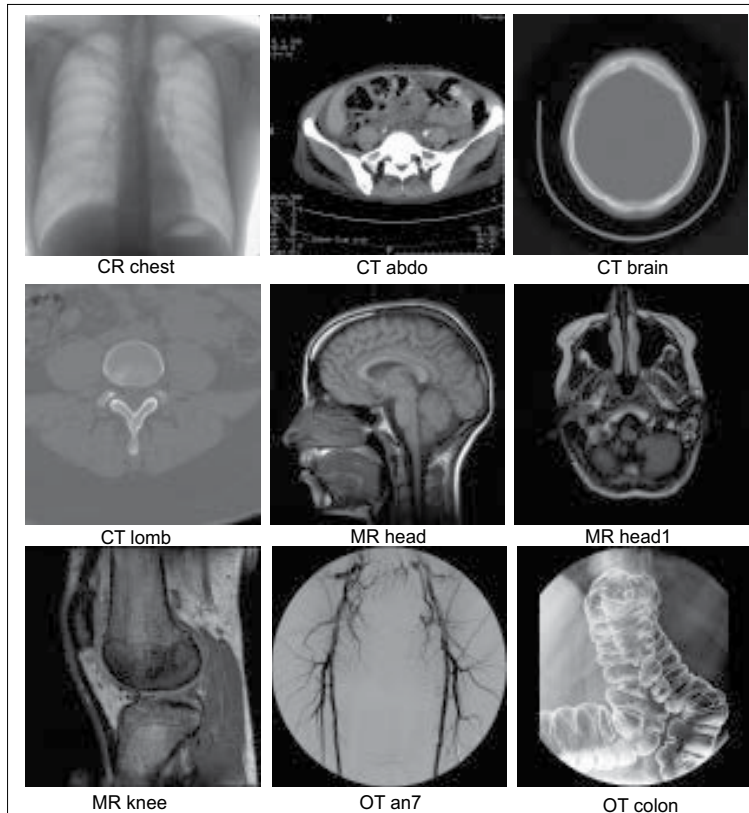 CR chest
CT abdo
CT brain
CT lomb
MR head
MR head1
MR knee
OT an7
OT colon